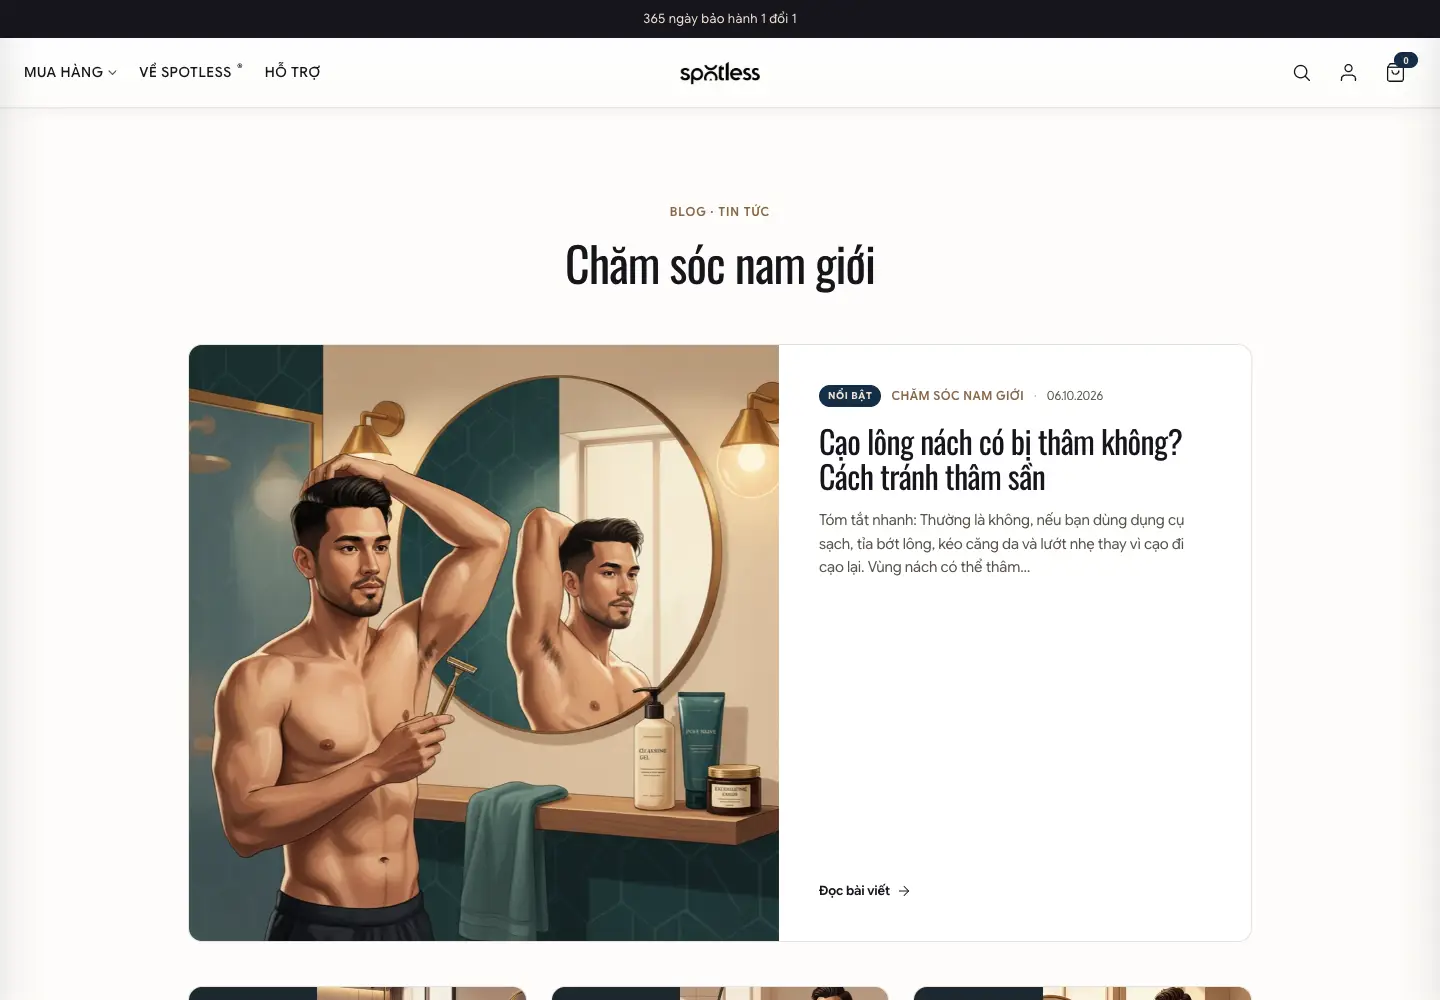 365 ngày bảo hành 1 đổi 1
MUA HÀNG
VỀ SPOTLESS ®
HỖ TRỢ
spotless
0
BLOG · TIN TỨC
Chăm sóc nam giới
NỔI BẬT CHĂM SÓC NAM GIỚI · 06.10.2026
Cạo lông nách có bị thâm không?
Cách tránh thâm sần
Tóm tắt nhanh: Thường là không, nếu bạn dùng dụng cụ
sạch, tỉa bớt lông, kéo căng da và lướt nhẹ thay vì cạo đi
cạo lại. Vùng nách có thể thâm...
GEL
Đọc bài viết →